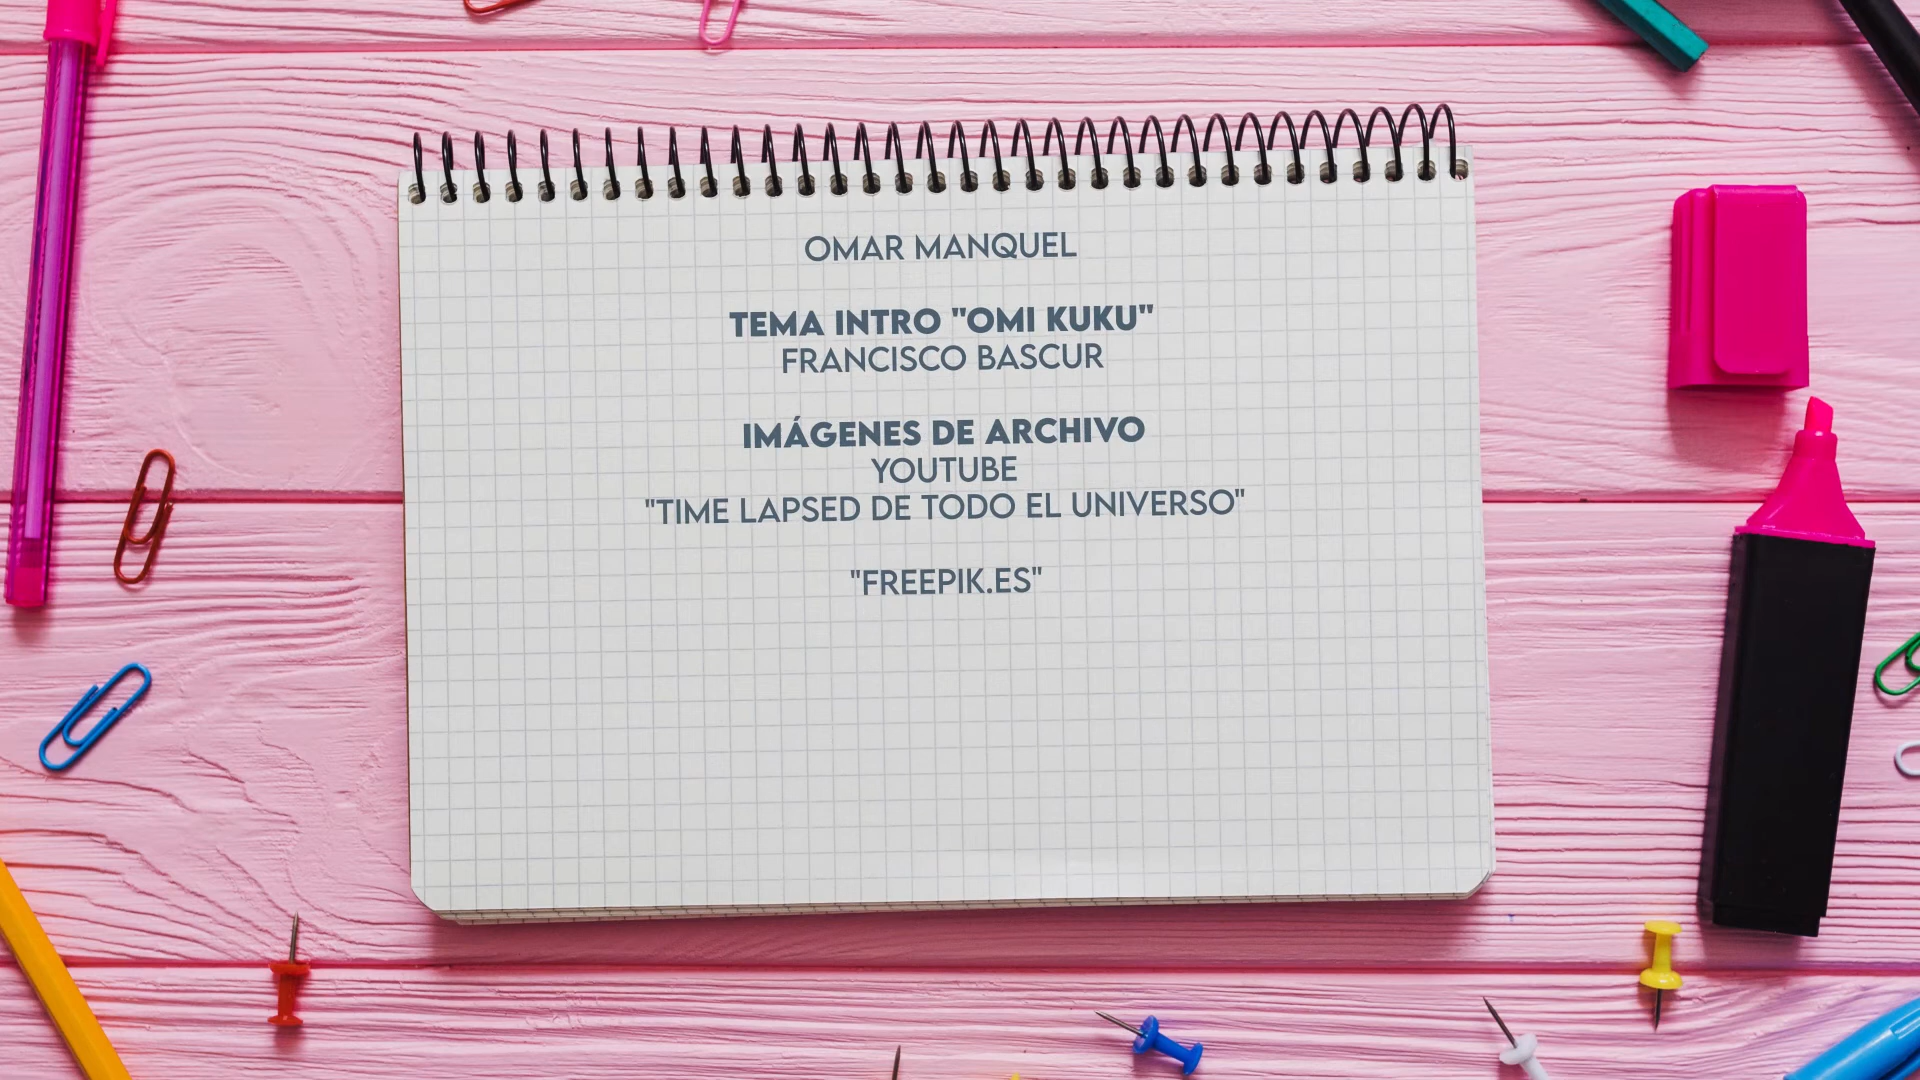 OMAR MANQUEL
TEMA INTRO "OMI KUKU"
FRANCISCO BASCUR
IMÁGENES DE ARCHIVO
YOUTUBE
"TIME LAPSED DE TODO EL UNIVERSO"
"FREEPIK.ES"